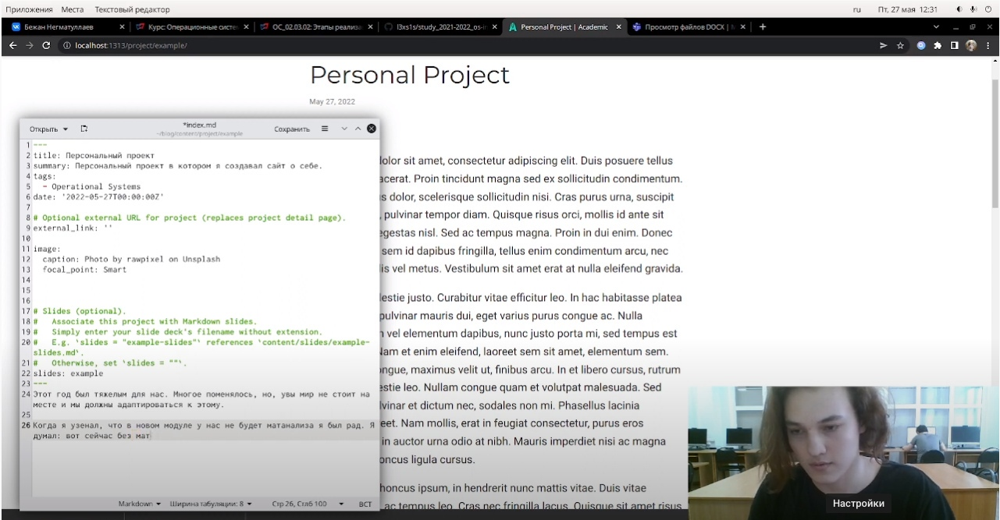 Приложения Места Текстовый редактор
ru Пт, 27 мая 12:31
Бежан Негматуллаев
Курс: Операционные систе
ОС_02.03.02: Этапы реализа
l3xs1s/study_2021-2022_os-i
Personal Project | Academic
Просмотр файлов DOCX |
localhost:1313/project/example/
Personal Project
May 27, 2022
Открыть
*index.md
~/blog/content/project/example
Сохранить
1 ---
2 title: Персональный проект
3 summary: Персональный проект в котором я создавал сайт о себе.
4 tags:
5 - Operational Systems
6 date: '2022-05-27T00:00:00Z'
7
8 # Optional external URL for project (replaces project detail page).
9 external_link: ''
10
11 image:
12 caption: Photo by rawpixel on Unsplash
13 focal_point: Smart
14
15
16
17 # Slides (optional).
18 # Associate this project with Markdown slides.
19 # Simply enter your slide deck's filename without extension.
20 # E.g. `slides = "example-slides"` references `content/slides/example-
slides.md`.
21 # Otherwise, set `slides = ""`.
22 slides: example
23 ---
24 Этот год был тяжелым для нас. Многое поменялось, но, увы мир не стоит на
месте и мы должны адаптироваться к этому.
25
26 Когда я узенал, что в новом модуле у нас не будет матанализа я был рад. Я
думал: вот сейчас без мат
Markdown Ширина табуляции: 8 Стр 26, Стлб 100 ВСТ
dolor sit amet, consectetur adipiscing elit. Duis posuere tellus
acerat. Proin tincidunt magna sed ex sollicitudin condimentum.
s dolor, scelerisque sollicitudin nisi. Cras purus urna, suscipit
, pulvinar tempor diam. Quisque risus orci, mollis id ante sit
egestas nisl. Sed ac tempus magna. Proin in dui enim. Donec
sem id dapibus fringilla, tellus enim condimentum arcu, nec
is vel metus. Vestibulum sit amet erat at nulla eleifend gravida.
estie justo. Curabitur vitae efficitur leo. In hac habitasse platea
pulvinar mauris dui, eget varius purus congue ac. Nulla
n vel elementum dapibus, nunc justo porta mi, sed tempus est
Nam et enim eleifend, laoreet sem sit amet, elementum sem.
ongue, maximus velit ut, finibus arcu. In et libero cursus, rutrum
estie leo. Nullam congue quam et volutpat malesuada. Sed
lvinar et dictum nec, sodales non mi. Phasellus lacinia
eet. Nam mollis, erat in feugiat consectetur, purus eros
in auctor urna odio at nibh. Mauris imperdiet nisi ac magna
oncus ligula cursus.
honcus ipsum, in hendrerit nunc mattis vitae. Duis vitae
ac tempus leo. Cras nec fringilla lacus. Quisque sit amet risus
Настройки